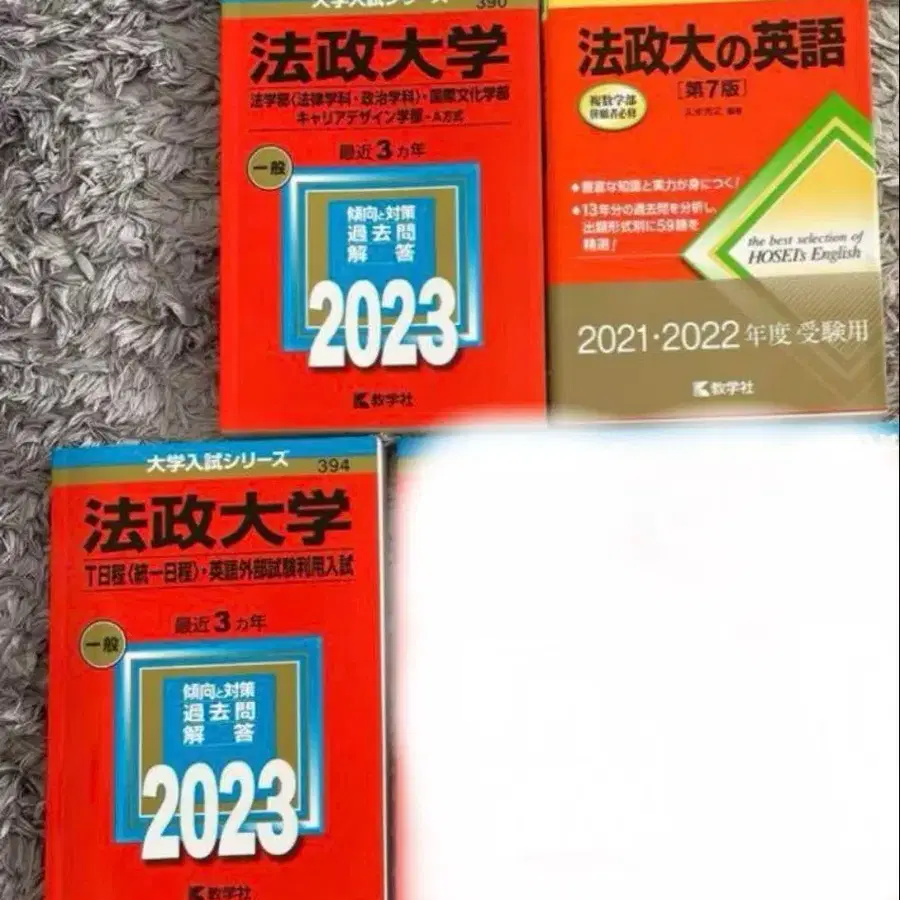 大学入試シリーズ
390
法政大学
法学部〈法律学科・政治学科〉・国際文化学部
キャリアデザイン学部-A方式
最近3カ年
一般
傾向と対策
過去問
解答
2023
教学社
法政大の英語
[第7版]
複数学部
併願者必修
編著
◆豊富な知識と実力が身につく!
◆13年分の過去問を分析し、
出題形式別に59題を
精選!
the best selection of
HOSEI's English
2021・2022年度 受験用
教学社
大学入試シリーズ
394
法政大学
T日程〈統一日程〉・英語外部試験利用入試
最近3カ年
一般
傾向と対策
過去問
解答
2023
教学社